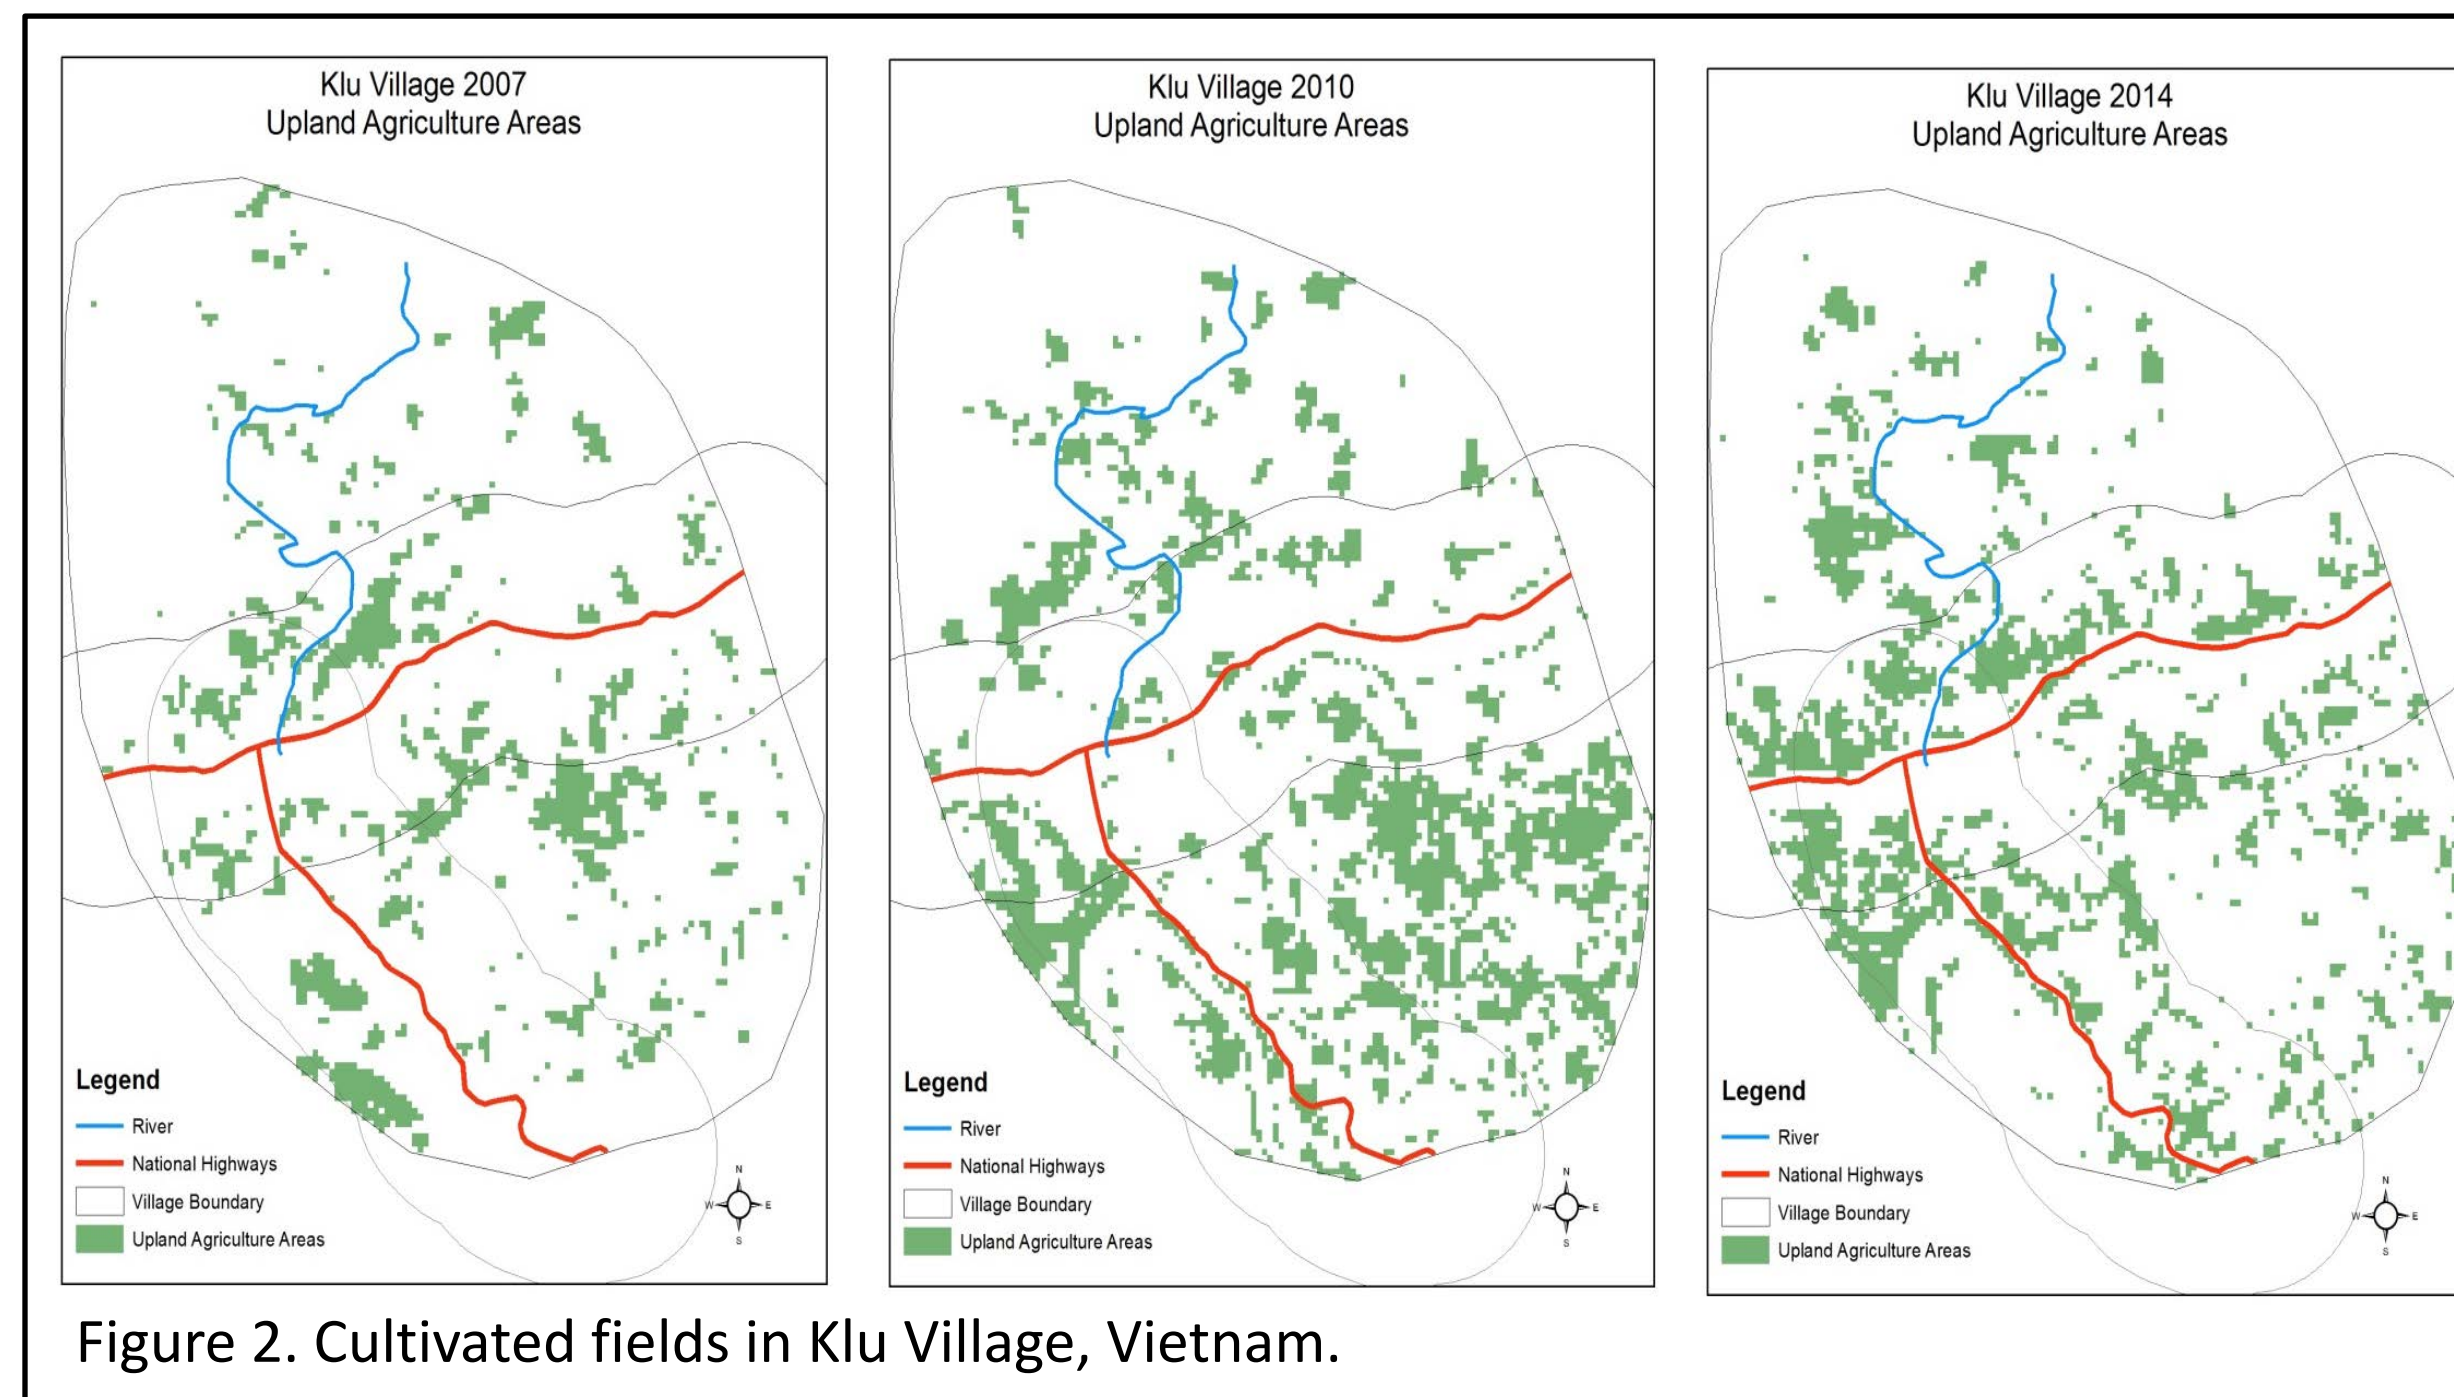 Klu Village 2007
Upland Agriculture Areas
N
W
E
S
Legend
River
National Highways
Village Boundary
Upland Agriculture Areas
Klu Village 2010
Upland Agriculture Areas
N
W
E
S
Legend
River
National Highways
Village Boundary
Upland Agriculture Areas
Klu Village 2014
Upland Agriculture Areas
N
W
E
S
Legend
River
National Highways
Village Boundary
Upland Agriculture Areas
Figure 2. Cultivated fields in Klu Village, Vietnam.